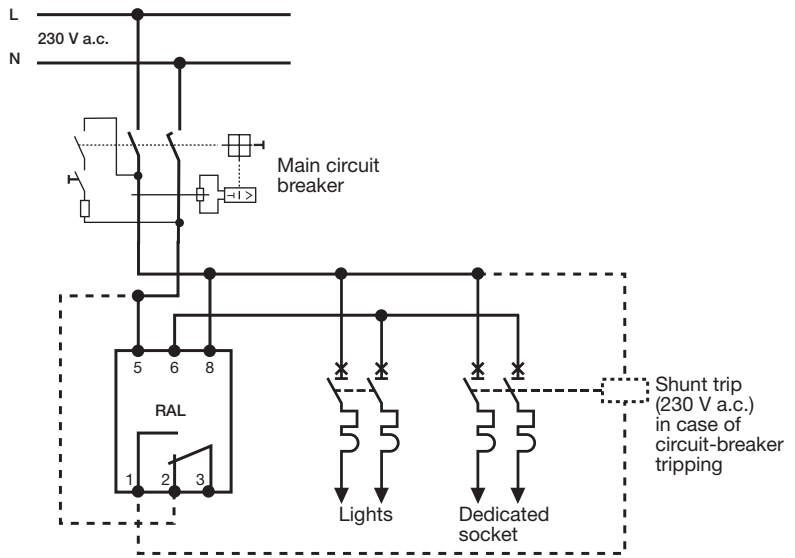 L
230 V a.c.
N
Main circuit
breaker
5 6 8
RAL
1 2 3
Shunt trip
(230 V a.c.)
in case of
circuit-breaker
tripping
Lights
Dedicated
socket